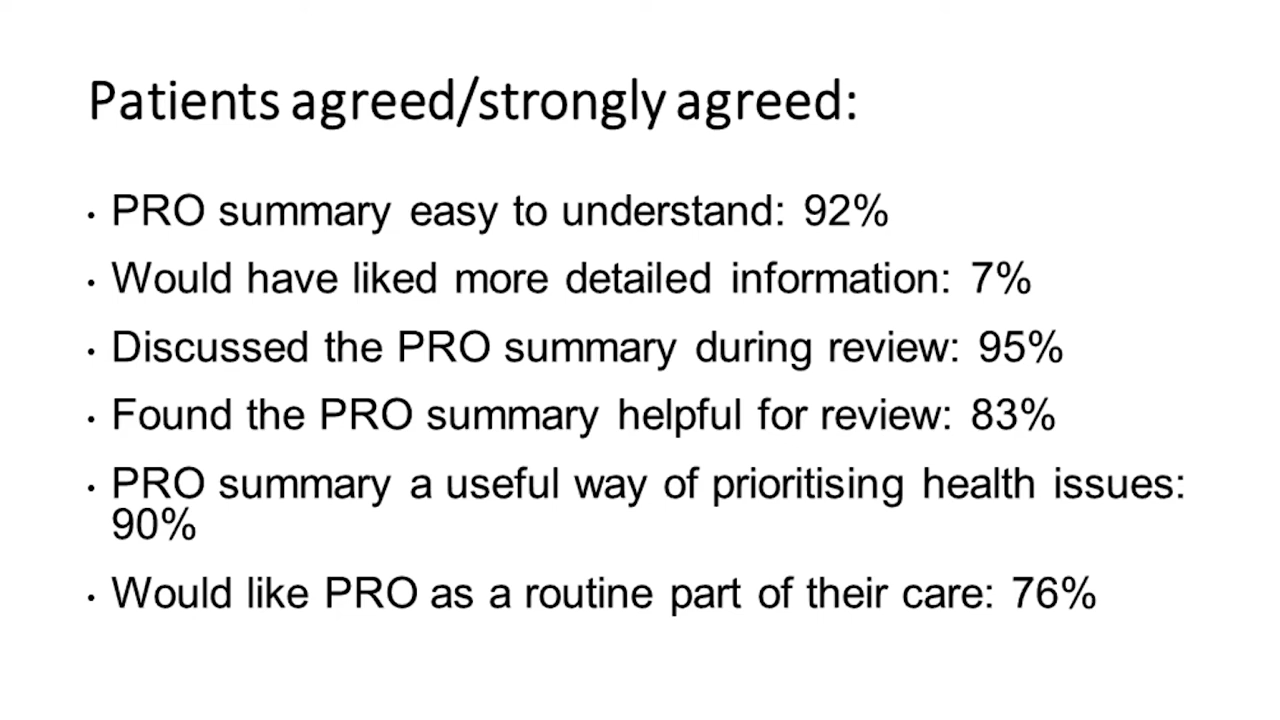 Patients agreed/strongly agreed:
• PRO summary easy to understand: 92%
• Would have liked more detailed information: 7%
• Discussed the PRO summary during review: 95%
• Found the PRO summary helpful for review: 83%
• PRO summary a useful way of prioritising health issues:
90%
• Would like PRO as a routine part of their care: 76%